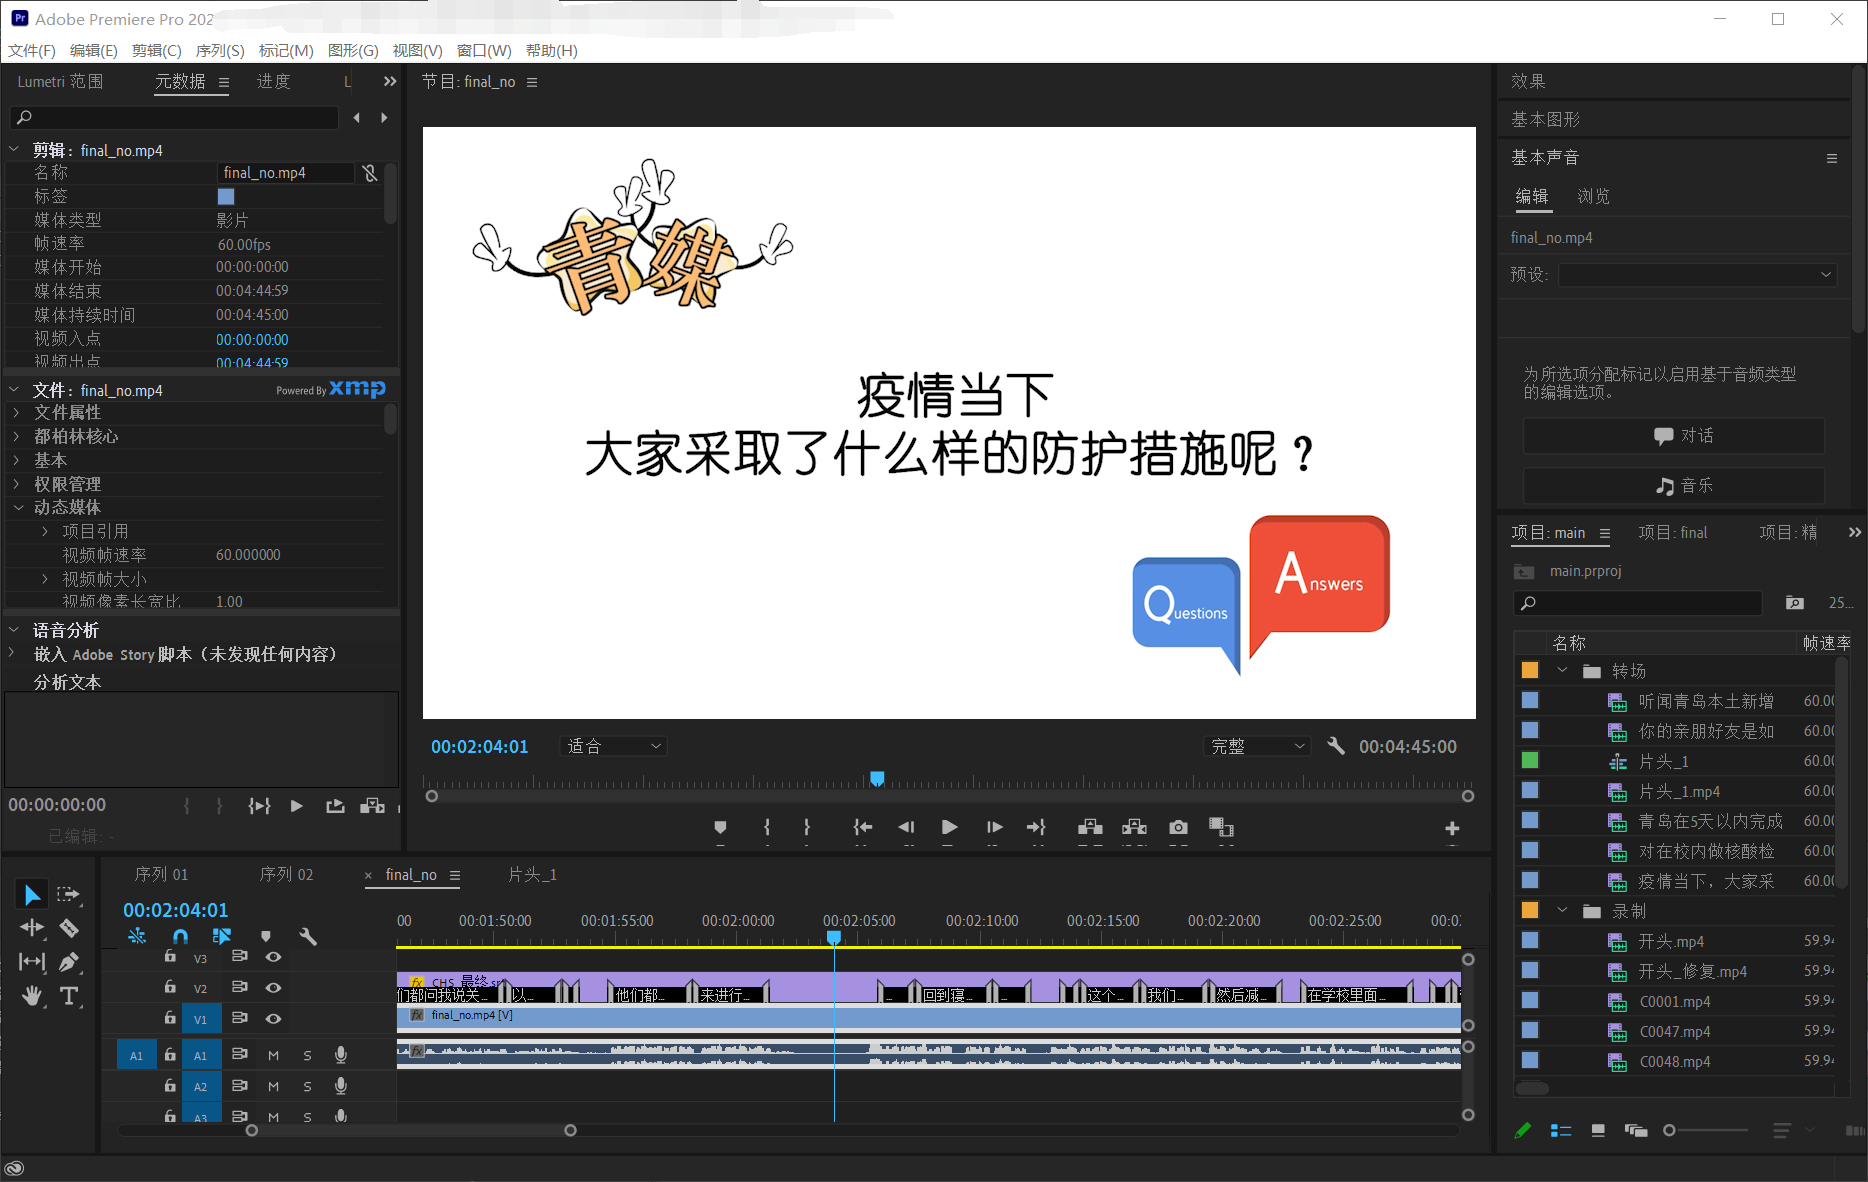 Adobe Premiere Pro 202
文件(F) 编辑(E) 剪辑(C) 序列(S) 标记(M) 图形(G) 视图(V) 窗口(W) 帮助(H)
Lumetri 范围 元数据 进度 L
剪辑: final_no.mp4
名称 final_no.mp4
标签
媒体类型 影片
帧速率 60.00fps
媒体开始 00:00:00:00
媒体结束 00:04:44:59
媒体持续时间 00:04:45:00
视频入点 00:00:00:00
视频出点 00:04:44:59
文件: final_no.mp4 Powered By xmp
文件属性
都柏林核心
基本
权限管理
动态媒体
项目引用
视频帧速率 60.000000
视频帧大小
视频像素长宽比 1.00
语音分析
嵌入 Adobe Story 脚本（未发现任何内容）
分析文本
00:00:00:00
已编辑: -
节目: final_no
青媒
疫情当下
大家采取了什么样的防护措施呢？
Questions
Answers
00:02:04:01 适合 完整 00:04:45:00
效果
基本图形
基本声音
编辑 浏览
final_no.mp4
预设:
为所选项分配标记以启用基于音频类型
的编辑选项。
对话
音乐
项目: main 项目: final 项目: 精
main.prproj
25...
名称 帧速率
转场
听闻青岛本土新增 60.00
你的亲朋好友是如 60.00
片头_1 60.00
片头_1.mp4 60.00
青岛在5天以内完成 60.00
对在校内做核酸检 60.00
疫情当下，大家采 60.00
录制
开头.mp4 59.94
开头_修复.mp4 59.94
C0001.mp4 59.94
C0047.mp4 59.94
C0048.mp4 59.94
序列 01 序列 02 × final_no 片头_1
00:02:04:01
00 00:01:50:00 00:01:55:00 00:02:00:00 00:02:05:00 00:02:10:00 00:02:15:00 00:02:20:00 00:02:25:00 00:0
V3
V2 fx CHS_最终.sr
们都问我说关... 以... 他们都... 来进行... ... 回到寝... ... 这个... 我们... 然后减... 在学校里面...
V1 fx final_no.mp4 [V]
A1 A1 M S fx
A2 M S
A3 M S